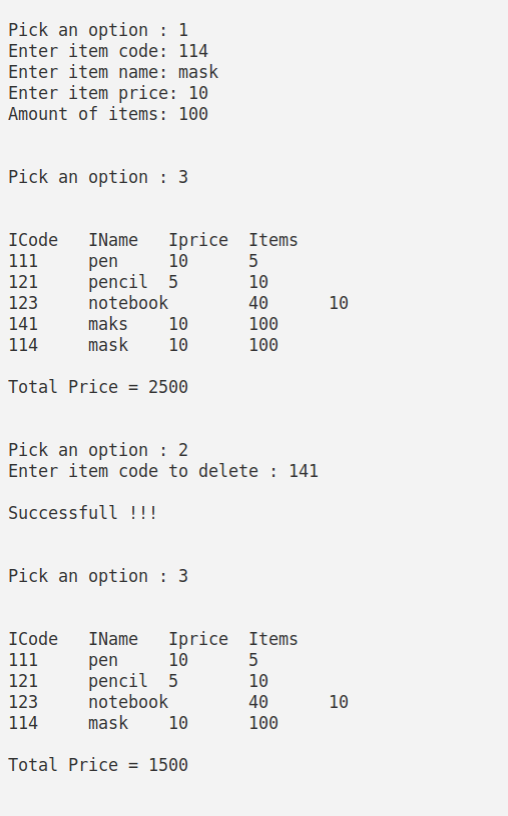 Pick an option : 1
Enter item code: 114
Enter item name: mask
Enter item price: 10
Amount of items: 100
Pick an option : 3
ICode IName Iprice Items
111 pen 10 5
121 pencil 5 10
123 notebook 40 10
141 maks 10 100
114 mask 10 100
Total Price = 2500
Pick an option : 2
Enter item code to delete : 141
Successfull !!!
Pick an option : 3
ICode IName Iprice Items
111 pen 10 5
121 pencil 5 10
123 notebook 40 10
114 mask 10 100
Total Price = 1500